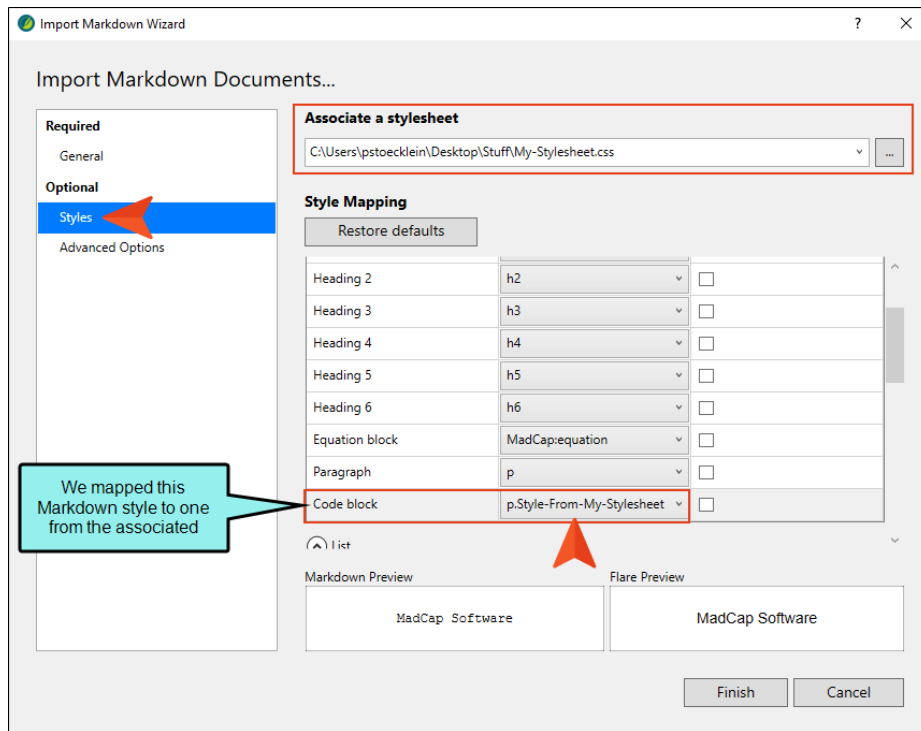 Import Markdown Wizard
?
Import Markdown Documents...
Required
General
Optional
Styles
Advanced Options
Associate a stylesheet
C:\Users\pstoecklein\Desktop\Stuff\My-Stylesheet.css
...
Style Mapping
Restore defaults
Heading 2 h2
Heading 3 h3
Heading 4 h4
Heading 5 h5
Heading 6 h6
Equation block MadCap:equation
Paragraph p
Code block p.Style-From-My-Stylesheet
We mapped this
Markdown style to one
from the associated
List
Markdown Preview Flare Preview
MadCap Software MadCap Software
Finish Cancel